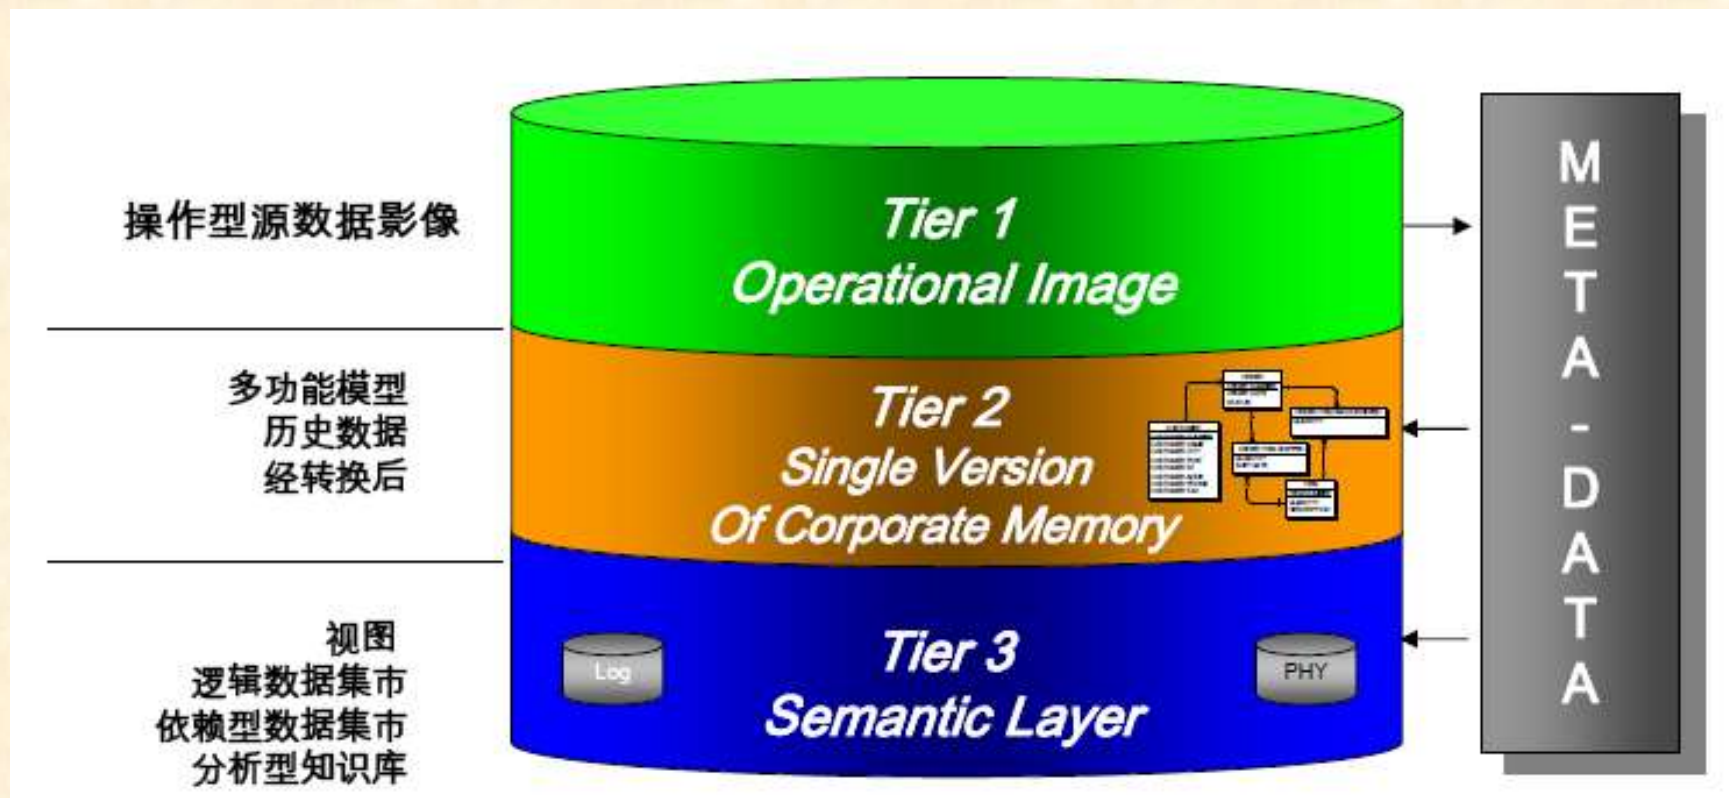 操作型源数据影像
Tier 1
Operational Image
多功能模型
历史数据
经转换后
Tier 2
Single Version
Of Corporate Memory
视图
逻辑数据集市
依赖型数据集市
分析型知识库
Log
Tier 3
Semantic Layer
PHY
META-DATA